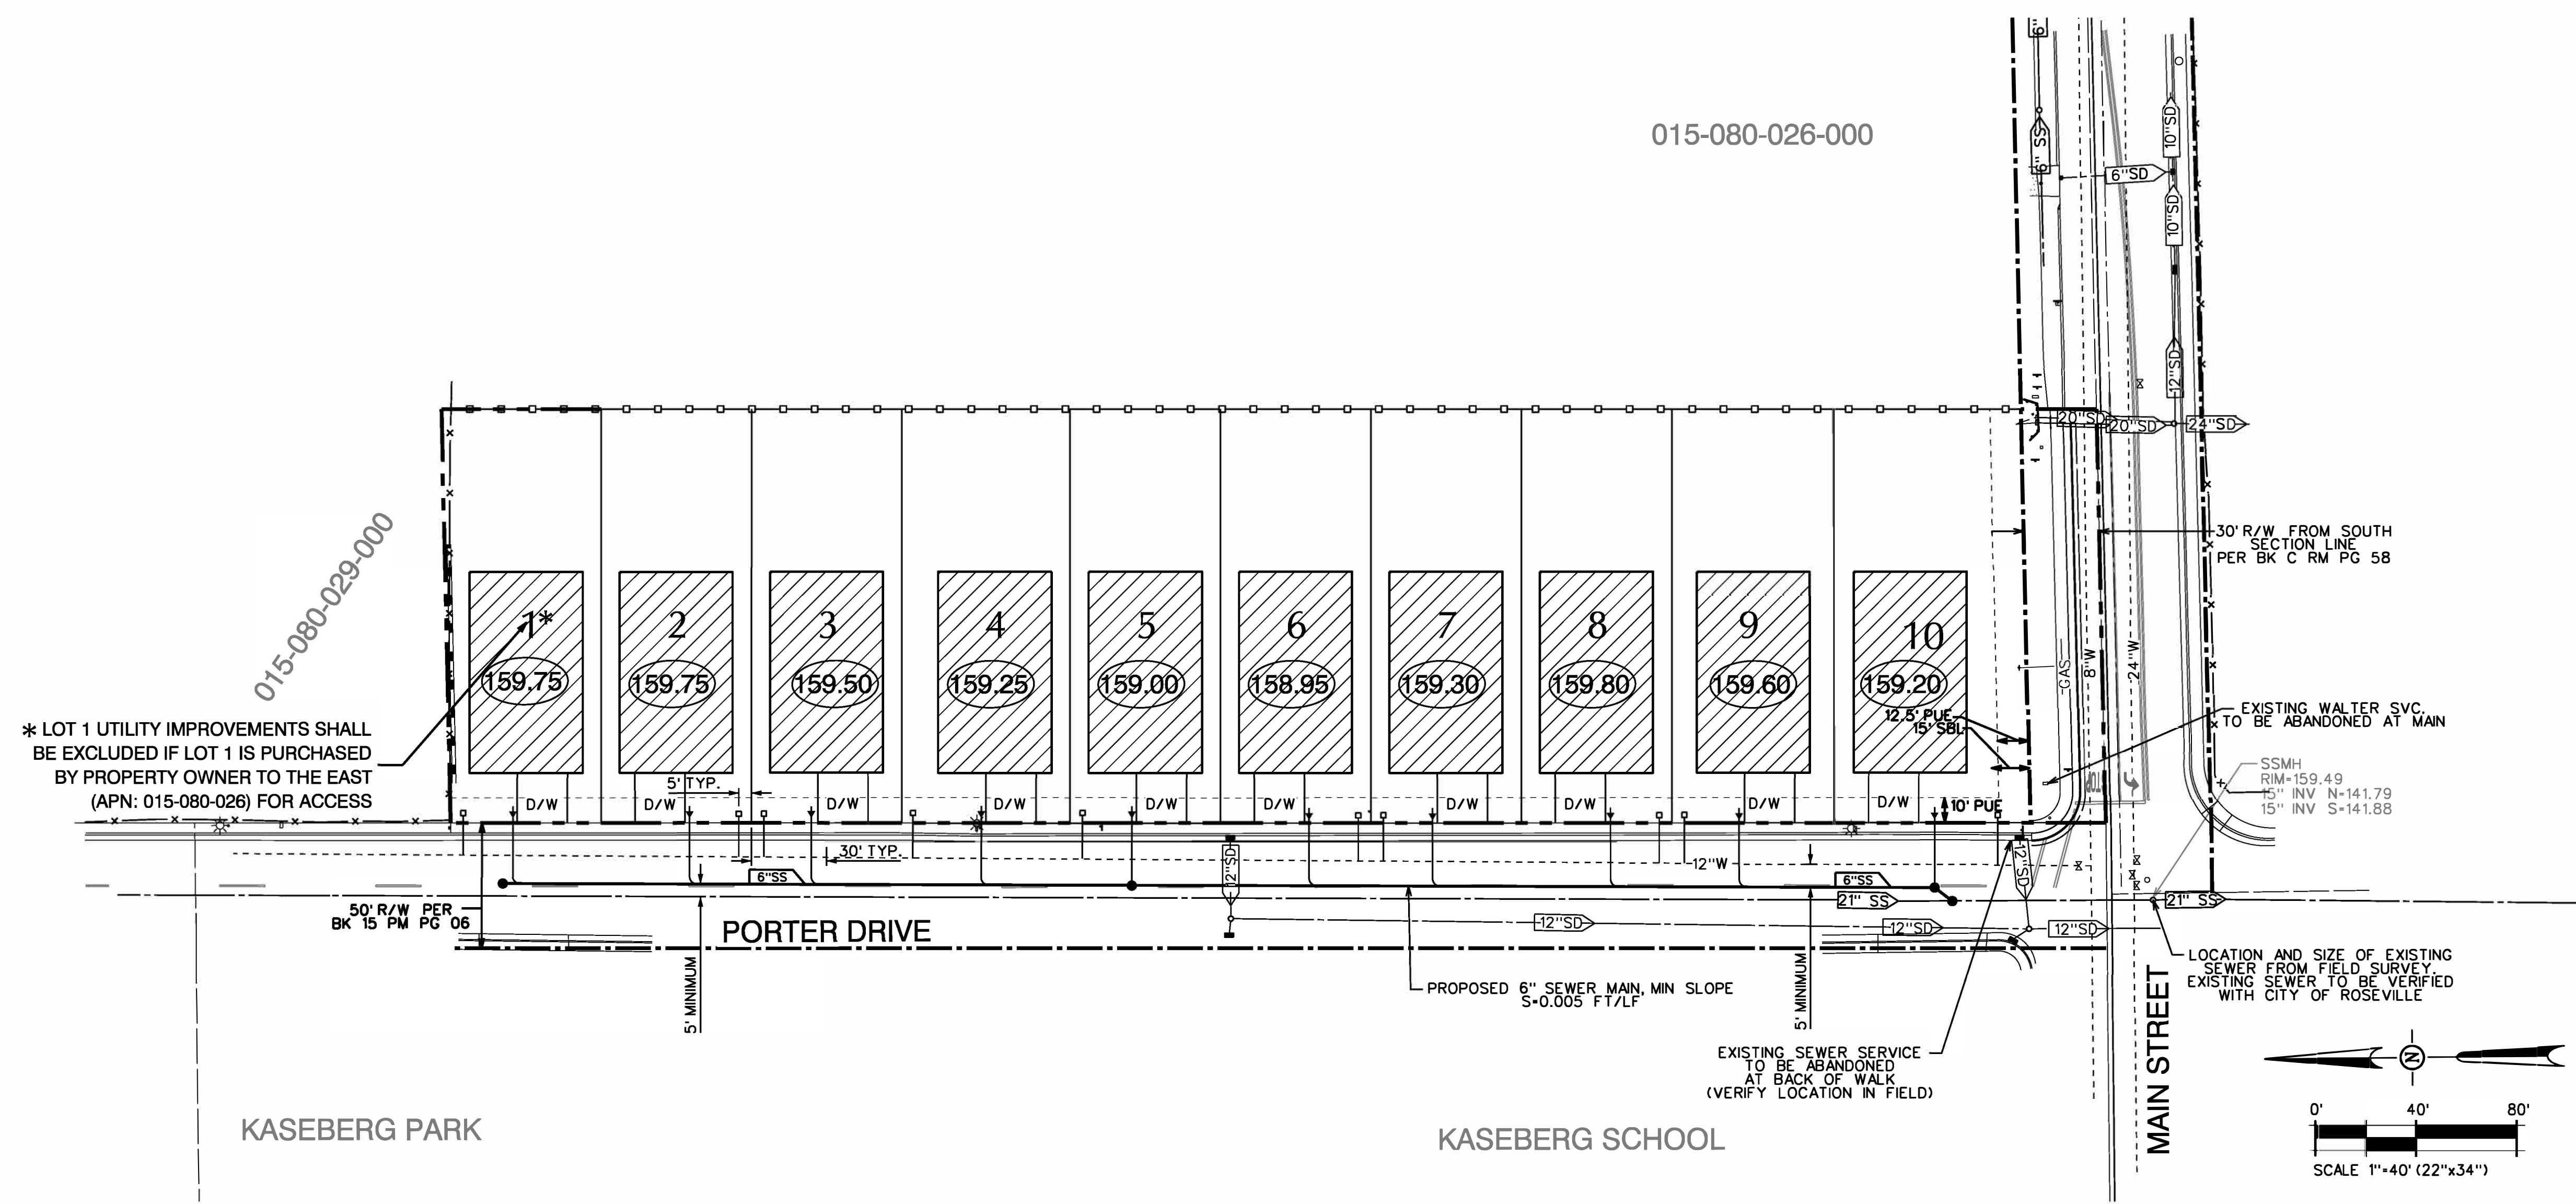 015-080-026-000
6"
6" SS
10"SD
6"SD
10"SD
12"SD
20"SD
20"SD
24"SD
30' R/W FROM SOUTH
SECTION LINE
PER BK C RM PG 58
015-080-029-000
1*
2
3
4
5
6
7
8
9
10
159.75
159.75
159.50
159.25
159.00
158.95
159.30
159.80
159.60
159.20
GAS
8"W
24"W
12.5' PUE
15' SBL
EXISTING WALTER SVC.
TO BE ABANDONED AT MAIN
* LOT 1 UTILITY IMPROVEMENTS SHALL
BE EXCLUDED IF LOT 1 IS PURCHASED
BY PROPERTY OWNER TO THE EAST
(APN: 015-080-026) FOR ACCESS
SSMH
RIM=159.49
15" INV N=141.79
15" INV S=141.88
5' TYP.
D/W
D/W
D/W
D/W
D/W
D/W
D/W
D/W
D/W
D/W
10' PUE
30' TYP.
12"SD
12"W
12"SD
6"SS
6"SS
21" SS
21" SS
50' R/W PER
BK 15 PM PG 06
PORTER DRIVE
12"SD
12"SD
12"SD
5' MINIMUM
5' MINIMUM
PROPOSED 6" SEWER MAIN, MIN SLOPE
S=0.005 FT/LF
LOCATION AND SIZE OF EXISTING
SEWER FROM FIELD SURVEY.
EXISTING SEWER TO BE VERIFIED
WITH CITY OF ROSEVILLE
EXISTING SEWER SERVICE
TO BE ABANDONED
AT BACK OF WALK
(VERIFY LOCATION IN FIELD)
MAIN STREET
N
KASEBERG PARK
KASEBERG SCHOOL
0' 40' 80'
SCALE 1"=40' (22"x34")